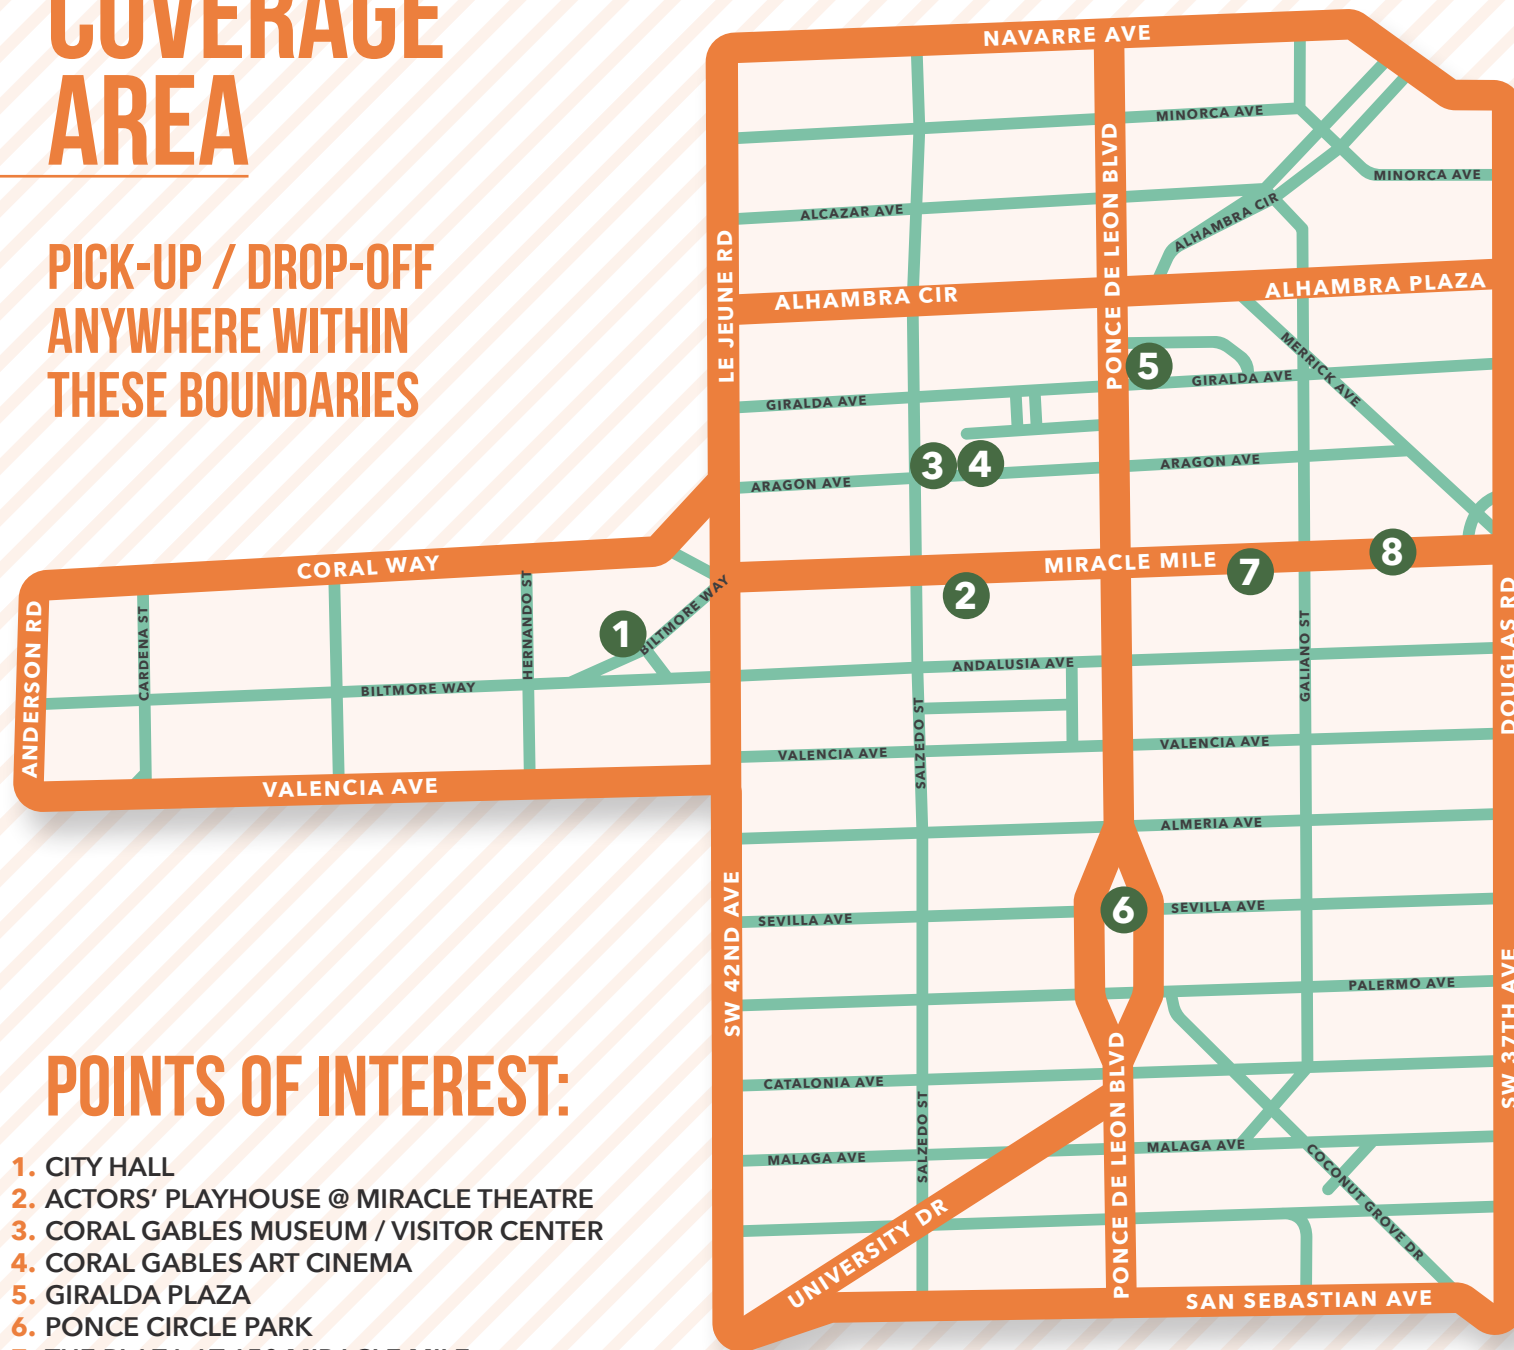 COVERAGE
AREA
PICK-UP / DROP-OFF
ANYWHERE WITHIN
THESE BOUNDARIES
NAVARRE AVE
MINORCA AVE
MINORCA AVE
ALCAZAR AVE
ALHAMBRA CIR
PONCE DE LEON BLVD
LE JEUNE RD
ALHAMBRA CIR
ALHAMBRA PLAZA
MERRICK AVE
5
GIRALDA AVE
GIRALDA AVE
3
4
ARAGON AVE
ARAGON AVE
CORAL WAY
MIRACLE MILE
7
8
2
1
BILTMORE WAY
HERNANDO ST
CARDENA ST
ANDERSON RD
BILTMORE WAY
ANDALUSIA AVE
GALIANO ST
DOUGLAS RD
SALZEDO ST
VALENCIA AVE
VALENCIA AVE
VALENCIA AVE
ALMERIA AVE
6
SEVILLA AVE
SEVILLA AVE
SW 42ND AVE
PALERMO AVE
SW 37TH AVE
CATALONIA AVE
PONCE DE LEON BLVD
SALZEDO ST
MALAGA AVE
MALAGA AVE
COCONUT GROVE DR
UNIVERSITY DR
SAN SEBASTIAN AVE
POINTS OF INTEREST:
1. CITY HALL
2. ACTORS' PLAYHOUSE @ MIRACLE THEATRE
3. CORAL GABLES MUSEUM / VISITOR CENTER
4. CORAL GABLES ART CINEMA
5. GIRALDA PLAZA
6. PONCE CIRCLE PARK